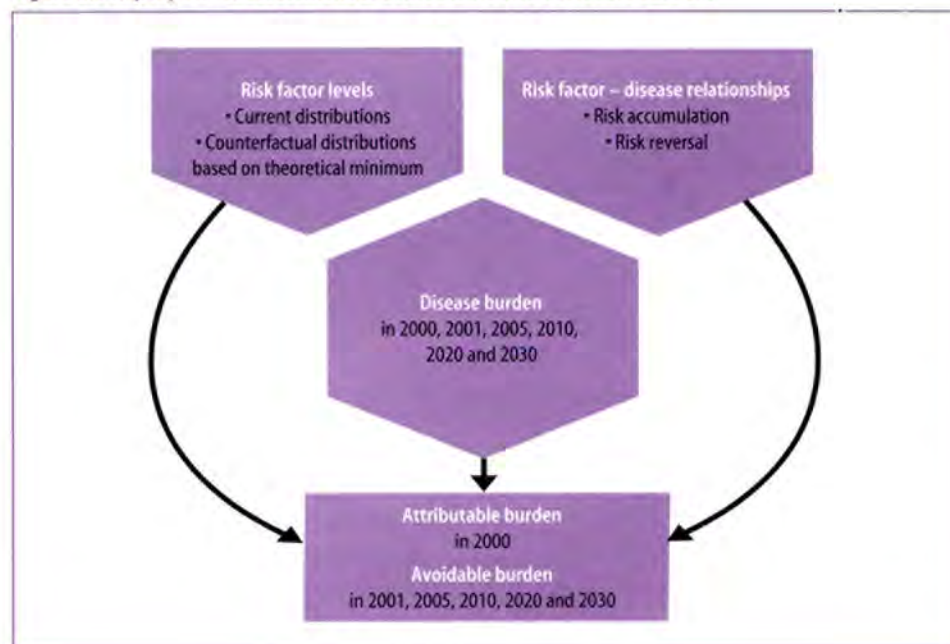 Risk factor levels
• Current distributions
• Counterfactual distributions
based on theoretical minimum
Risk factor – disease relationships
• Risk accumulation
• Risk reversal
Disease burden
in 2000, 2001, 2005, 2010,
2020 and 2030
Attributable burden
in 2000
Avoidable burden
in 2001, 2005, 2010, 2020 and 2030